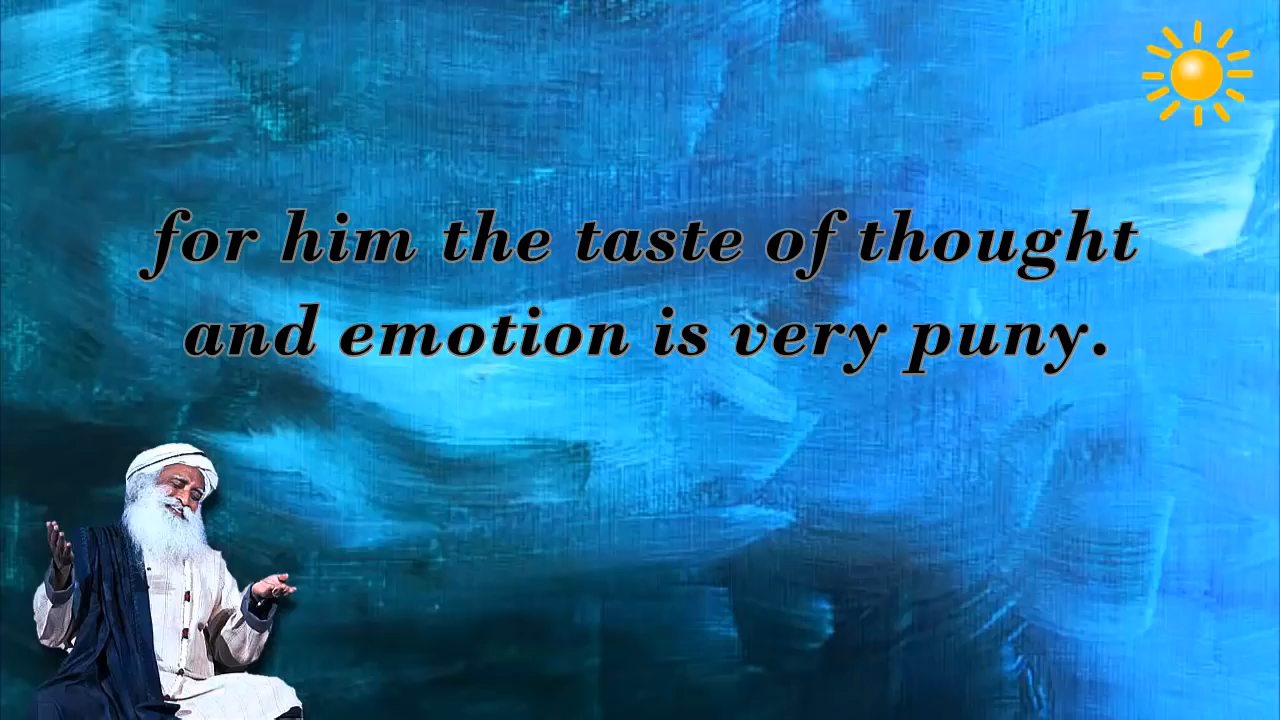 for him the taste of thought
and emotion is very puny.